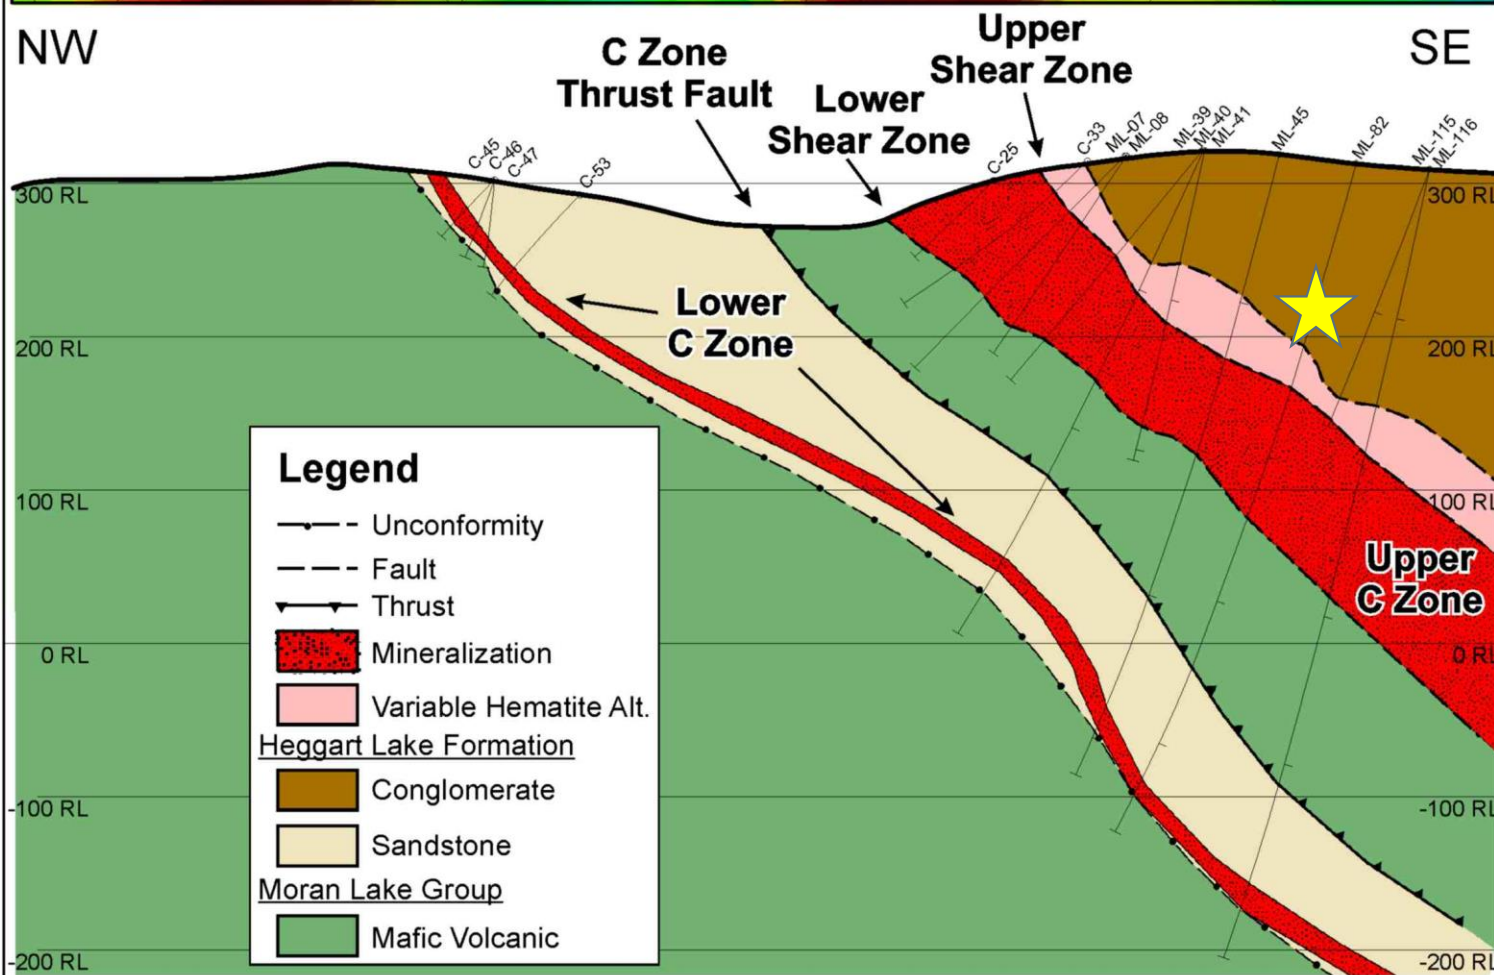 NW
C Zone
Thrust Fault
Lower
Shear Zone
Upper
Shear Zone
SE
C-45
C-46
C-47
C-53
C-25
C-33
ML-07
ML-08
ML-39
ML-40
ML-41
ML-45
ML-82
ML-115
ML-116
300 RL
300 RL
Lower
C Zone
200 RL
200 RL
100 RL
100 RL
Upper
C Zone
0 RL
0 RL
-100 RL
-100 RL
-200 RL
-200 RL
Legend
Unconformity
Fault
Thrust
Mineralization
Variable Hematite Alt.
Heggart Lake Formation
Conglomerate
Sandstone
Moran Lake Group
Mafic Volcanic